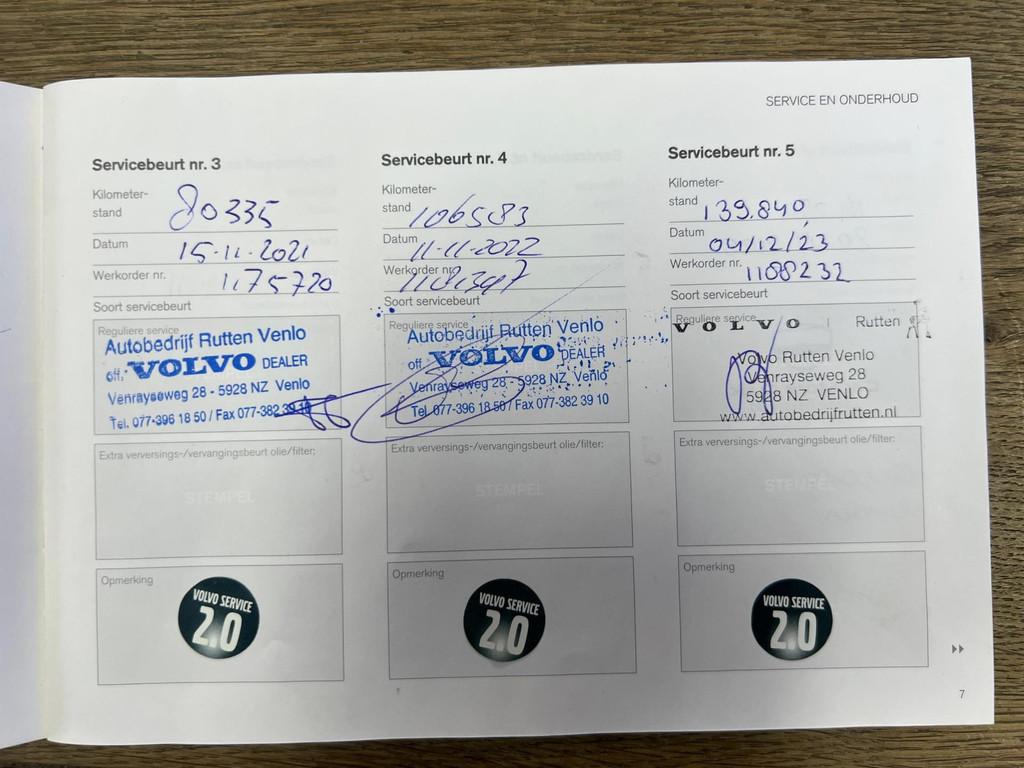 SERVICE EN ONDERHOUD
Servicebeurt nr. 3
Kilometer-
stand 80335
Datum 15-11-2021
Werkorder nr. 1175720
Soort servicebeurt
Reguliere service
Autobedrijf Rutten Venlo
off. VOLVO DEALER
Venrayseweg 28 - 5928 NZ Venlo
Tel. 077-396 18 50 / Fax 077-382 39 10
Extra verversings-/vervangingsbeurt olie/filter:
STEMPEL
Opmerking
VOLVO SERVICE
2.0
Servicebeurt nr. 4
Kilometer-
stand 106583
Datum 11-11-2022
Werkorder nr.
Soort servicebeurt
Reguliere service
Autobedrijf Rutten Venlo
off. VOLVO DEALER
Venrayseweg 28 - 5928 NZ Venlo
Tel. 077-396 18 50 / Fax 077-382 39 10
Extra verversings-/vervangingsbeurt olie/filter:
STEMPEL
Opmerking
VOLVO SERVICE
2.0
Servicebeurt nr. 5
Kilometer-
stand 139.840
Datum 04/12/23
Werkorder nr. 1188232
Soort servicebeurt
Reguliere service
VOLVO Rutten
Volvo Rutten Venlo
Venrayseweg 28
5928 NZ VENLO
www.autobedrijfrutten.nl
Extra verversings-/vervangingsbeurt olie/filter:
STEMPEL
Opmerking
VOLVO SERVICE
2.0
7